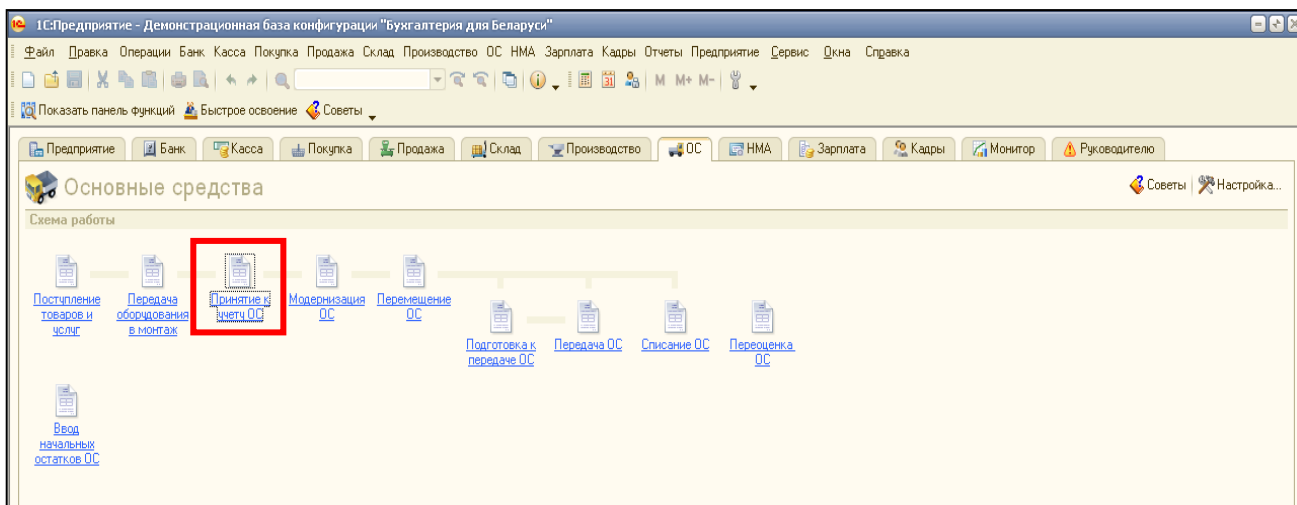 1С:Предприятие - Демонстрационная база конфигурации "Бухгалтерия для Беларуси"
Файл Правка Операции Банк Касса Покупка Продажа Склад Производство ОС НМА Зарплата Кадры Отчеты Предприятие Сервис Окна Справка
M M+ M-
Показать панель функций Быстрое освоение Советы
Предприятие Банк Касса Покупка Продажа Склад Производство ОС НМА Зарплата Кадры Монитор Руководителю
Основные средства Советы Настройка...
Схема работы
Поступление товаров и услуг
Передача оборудования в монтаж
Принятие к учету ОС
Модернизация ОС
Перемещение ОС
Подготовка к передаче ОС
Передача ОС
Списание ОС
Переоценка ОС
Ввод начальных остатков ОС